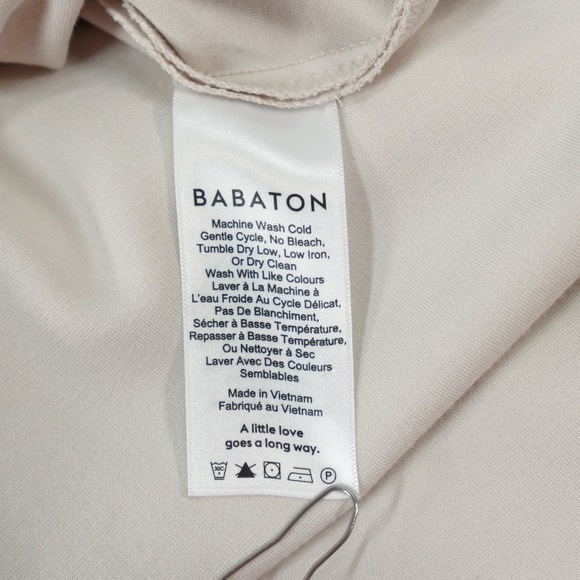 BABATON
Machine Wash Cold
Gentle Cycle, No Bleach,
Tumble Dry Low, Low Iron,
Or Dry Clean
Wash With Like Colours
Laver à La Machine à
L'eau Froide Au Cycle Délicat,
Pas De Blanchiment,
Sécher à Basse Température,
Repasser à Basse Température,
Ou Nettoyer à Sec
Laver Avec Des Couleurs
Semblables
Made in Vietnam
Fabriqué au Vietnam
A little love
goes a long way.
30C P